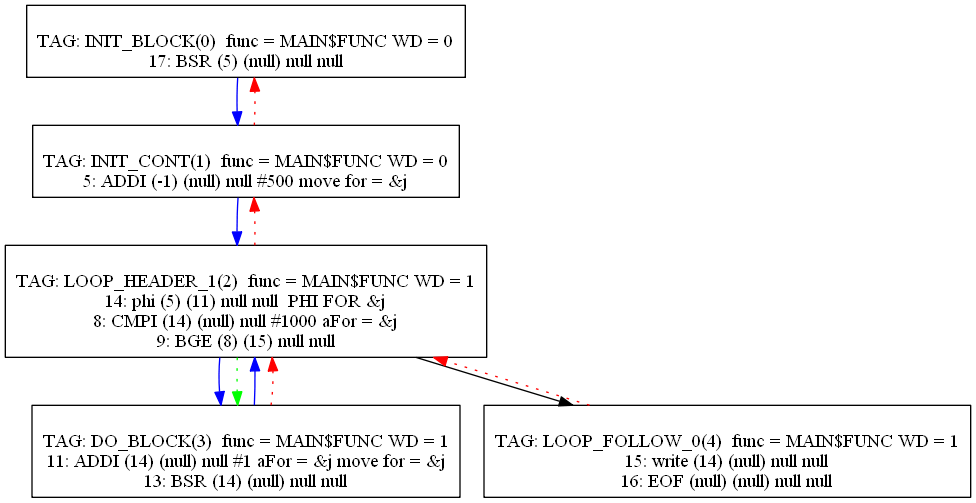 TAG: INIT_BLOCK(0) func = MAIN$FUNC WD = 0
17: BSR (5) (null) null null
TAG: INIT_CONT(1) func = MAIN$FUNC WD = 0
5: ADDI (-1) (null) null #500 move for = &j
TAG: LOOP_HEADER_1(2) func = MAIN$FUNC WD = 1
14: phi (5) (11) null null PHI FOR &j
8: CMPI (14) (null) null #1000 aFor = &j
9: BGE (8) (15) null null
TAG: DO_BLOCK(3) func = MAIN$FUNC WD = 1
11: ADDI (14) (null) null #1 aFor = &j move for = &j
13: BSR (14) (null) null null
TAG: LOOP_FOLLOW_0(4) func = MAIN$FUNC WD = 1
15: write (14) (null) null null
16: EOF (null) (null) null null